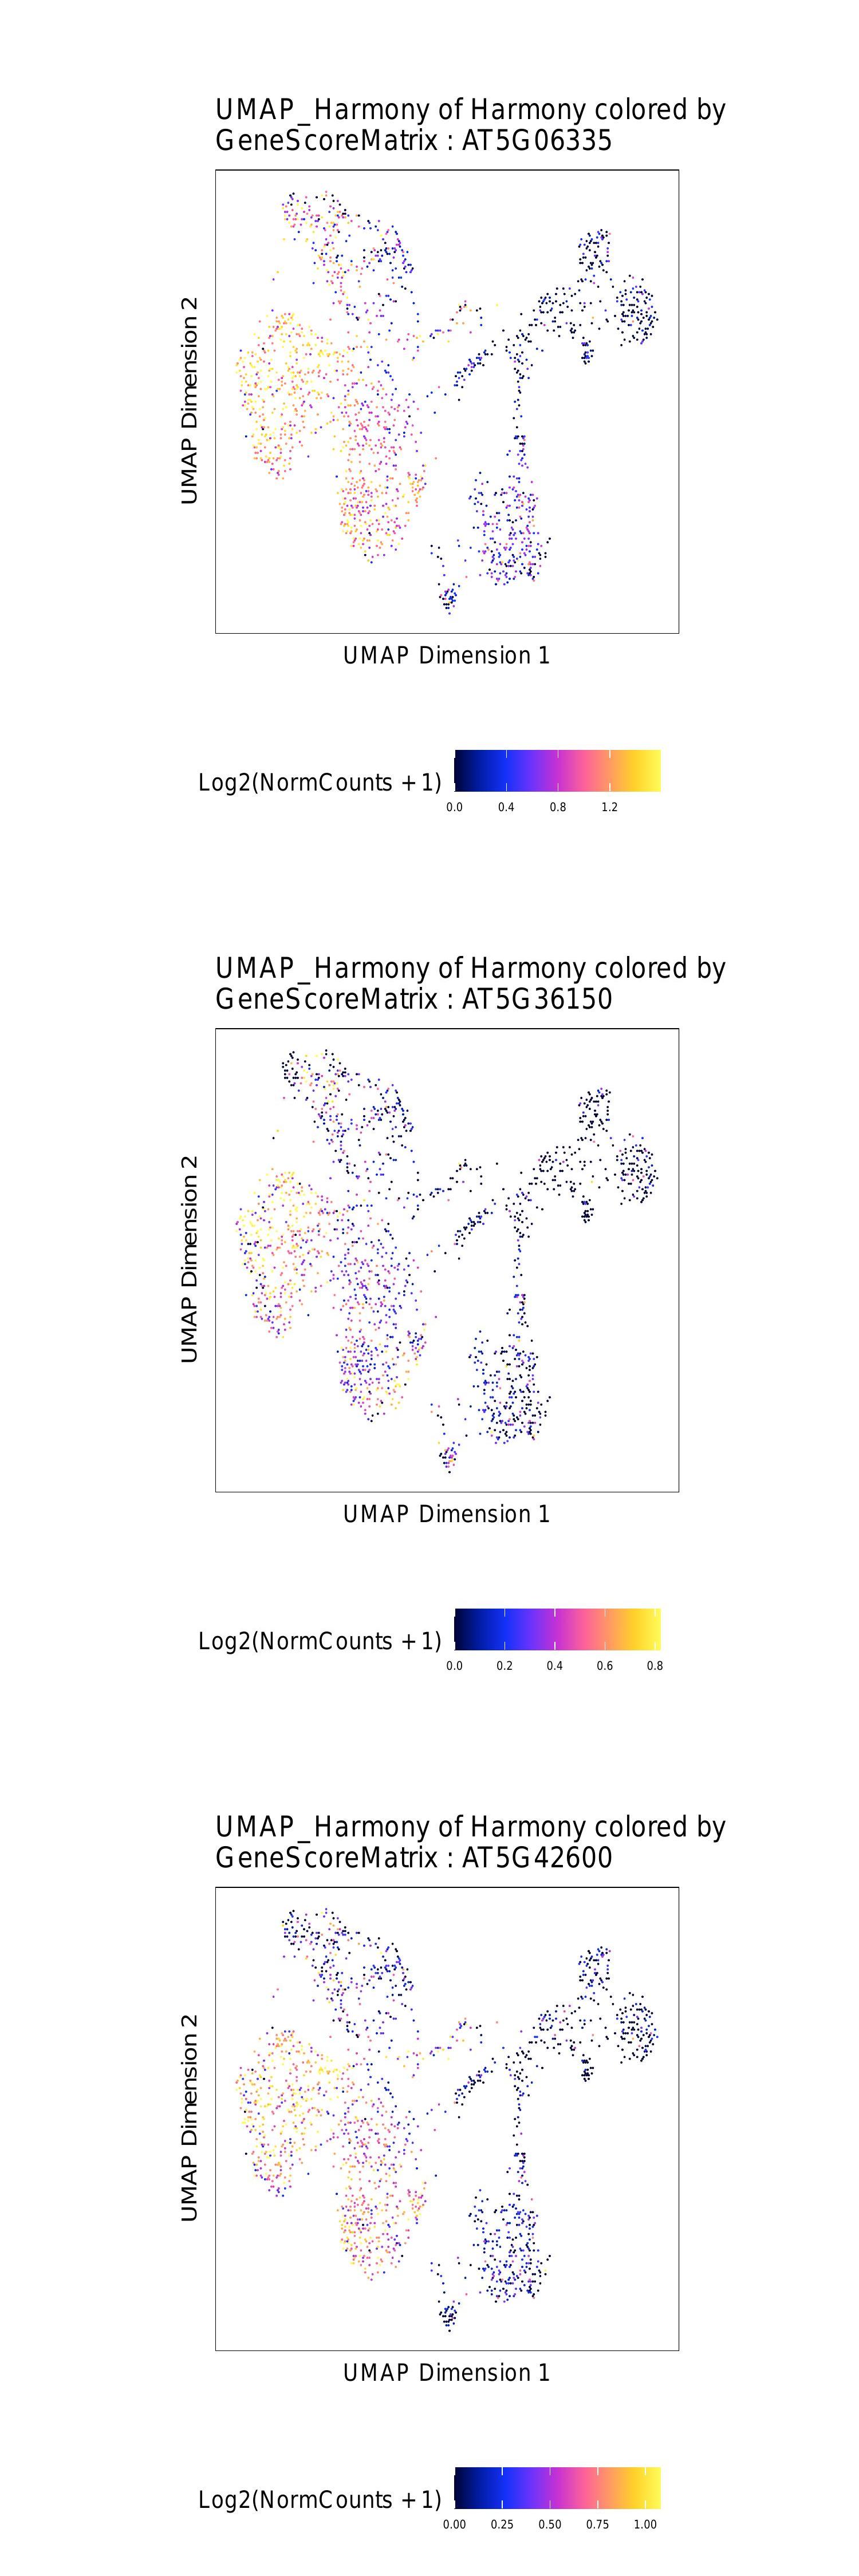 UMAP_Harmony of Harmony colored by
GeneScoreMatrix : AT5G06335
UMAP Dimension 2
UMAP Dimension 1
Log2(NormCounts + 1)
0.0 0.4 0.8 1.2
UMAP_Harmony of Harmony colored by
GeneScoreMatrix : AT5G36150
UMAP Dimension 2
UMAP Dimension 1
Log2(NormCounts + 1)
0.0 0.2 0.4 0.6 0.8
UMAP_Harmony of Harmony colored by
GeneScoreMatrix : AT5G42600
UMAP Dimension 2
UMAP Dimension 1
Log2(NormCounts + 1)
0.00 0.25 0.50 0.75 1.00